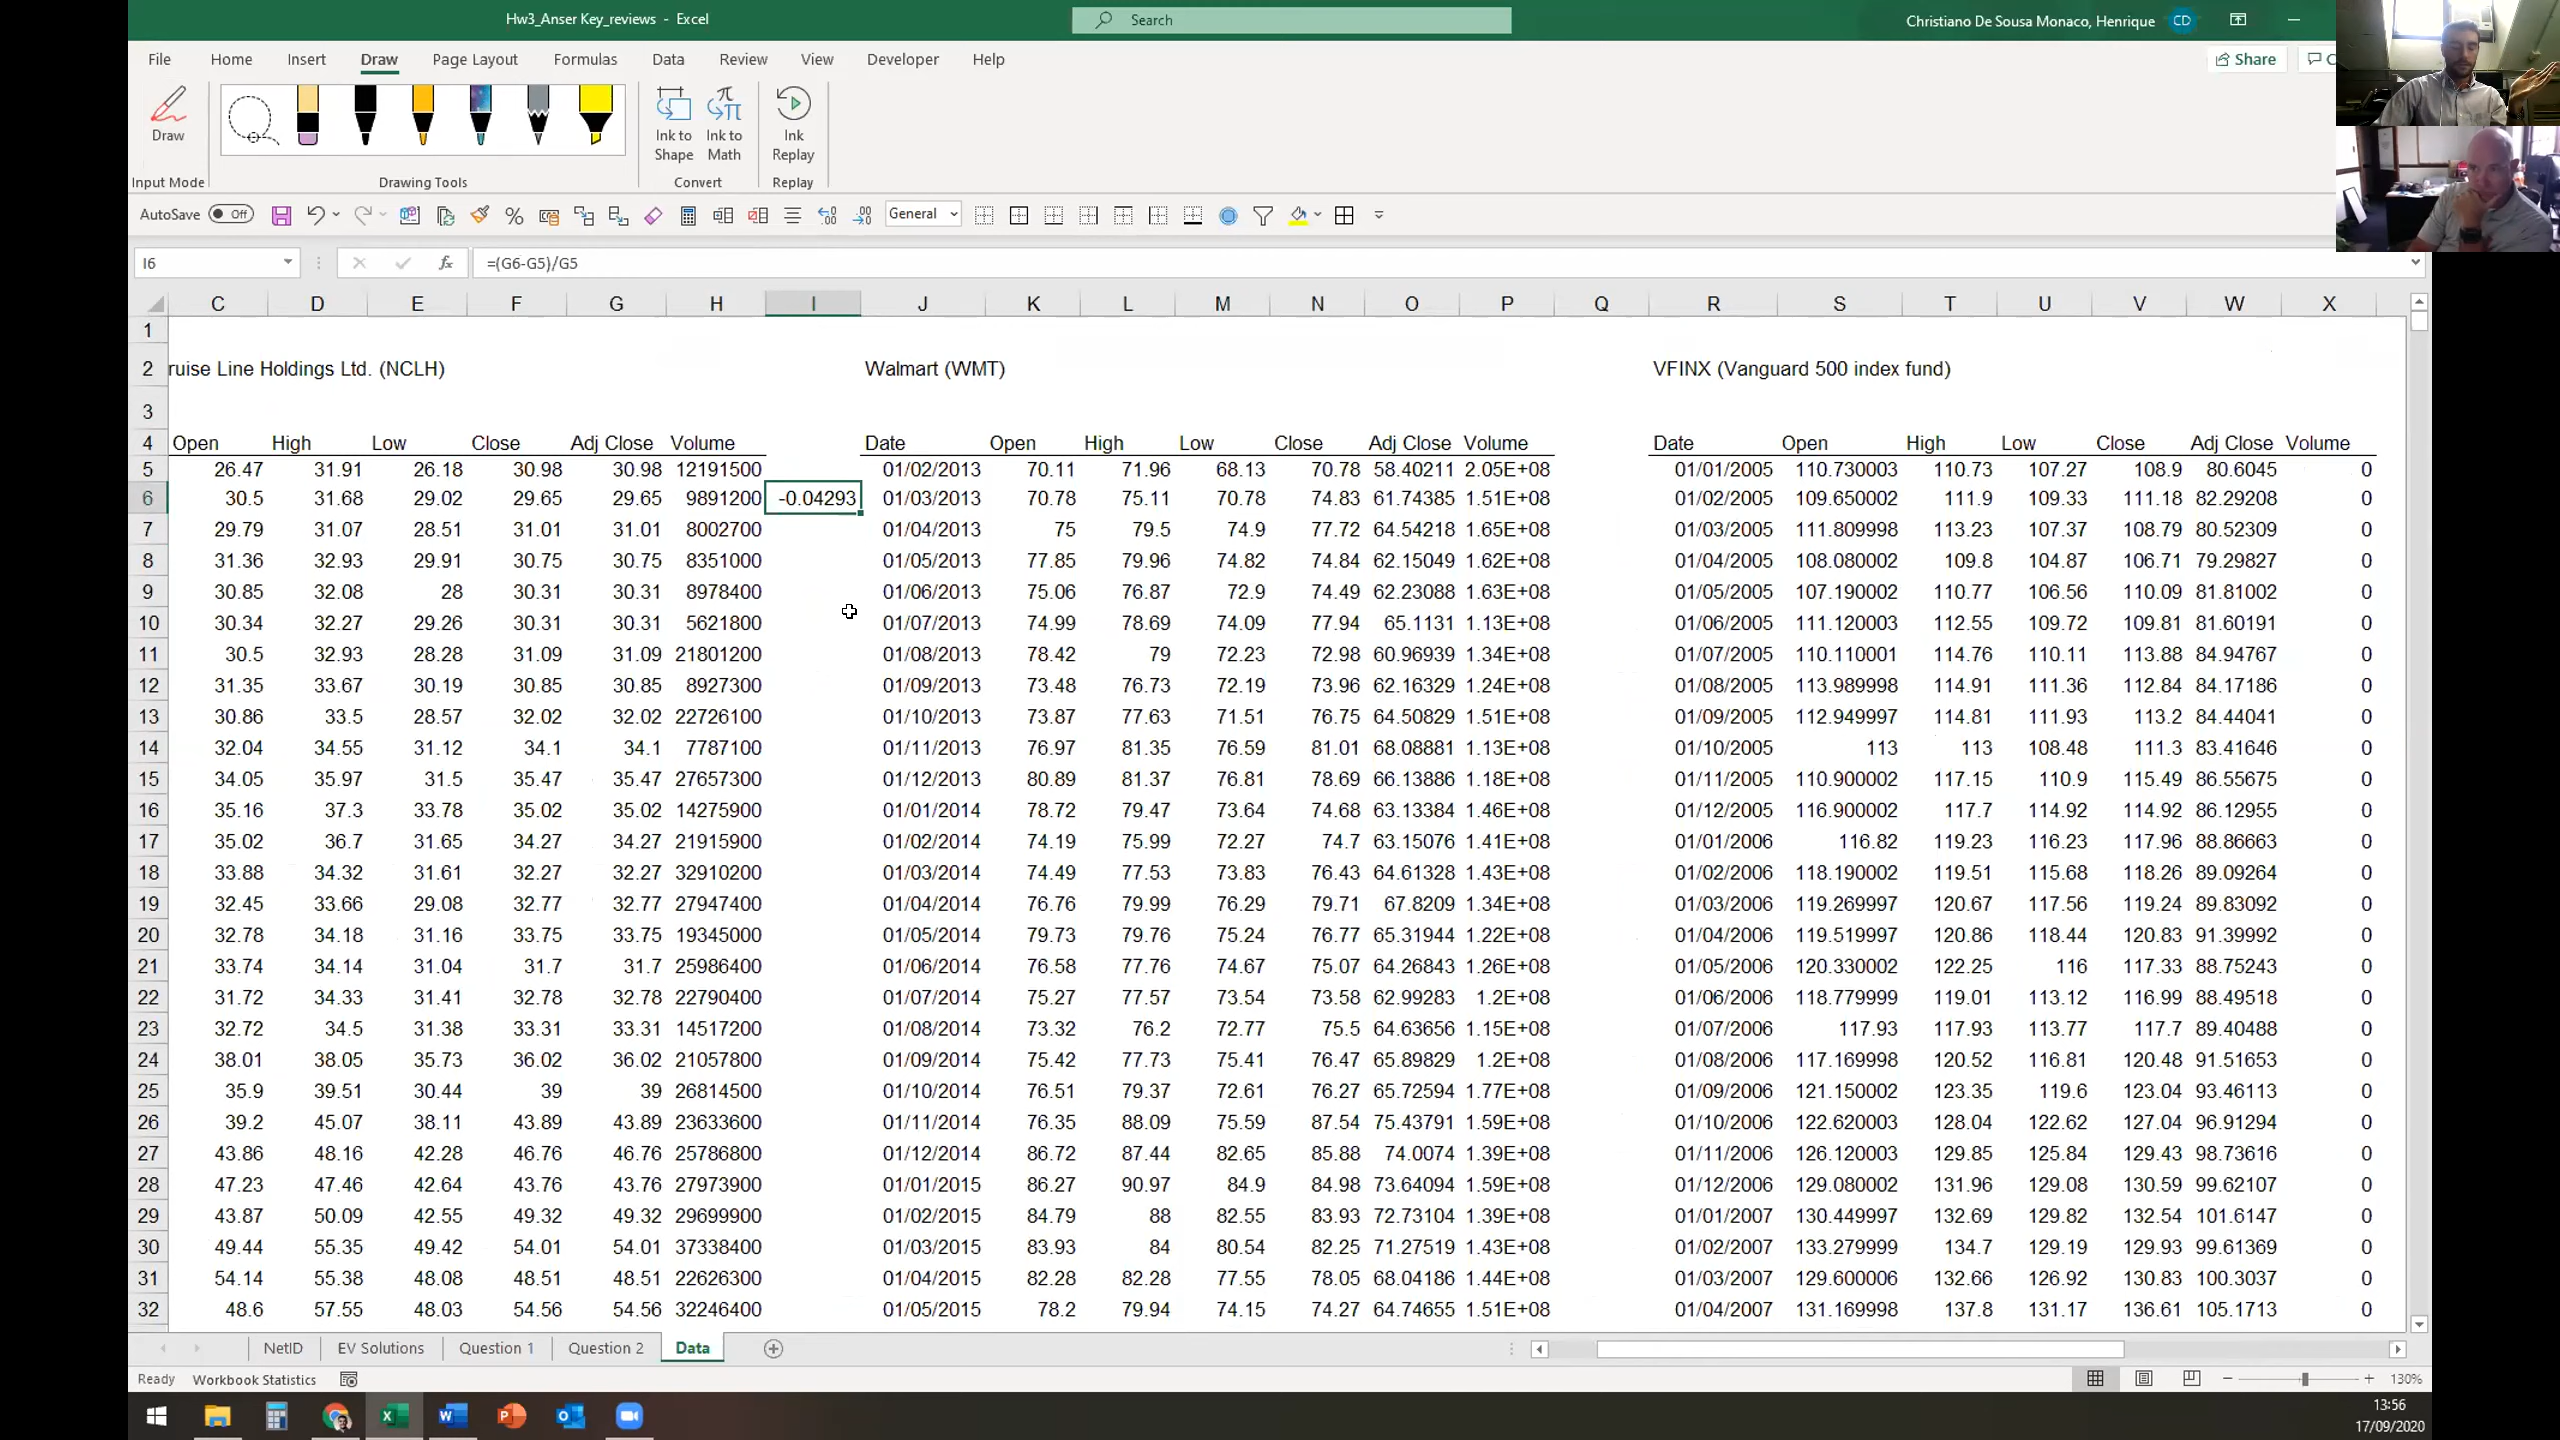 Hw3_Anser Key_reviews - Excel
Search
Christiano De Sousa Monaco, Henrique CD
File Home Insert Draw Page Layout Formulas Data Review View Developer Help
Share
Draw
Ink to Shape
Ink to Math
Ink Replay
Input Mode Drawing Tools Convert Replay
AutoSave Off General
I6 fx =(G6-G5)/G5
C D E F G H I J K L M N O P Q R S T U V W X
1
2 ruise Line Holdings Ltd. (NCLH) Walmart (WMT) VFINX (Vanguard 500 index fund)
3
4 Open High Low Close Adj Close Volume Date Open High Low Close Adj Close Volume Date Open High Low Close Adj Close Volume
5 26.47 31.91 26.18 30.98 30.98 12191500 01/02/2013 70.11 71.96 68.13 70.78 58.40211 2.05E+08 01/01/2005 110.730003 110.73 107.27 108.9 80.6045 0
6 30.5 31.68 29.02 29.65 29.65 9891200 -0.04293 01/03/2013 70.78 75.11 70.78 74.83 61.74385 1.51E+08 01/02/2005 109.650002 111.9 109.33 111.18 82.29208 0
7 29.79 31.07 28.51 31.01 31.01 8002700 01/04/2013 75 79.5 74.9 77.72 64.54218 1.65E+08 01/03/2005 111.809998 113.23 107.37 108.79 80.52309 0
8 31.36 32.93 29.91 30.75 30.75 8351000 01/05/2013 77.85 79.96 74.82 74.84 62.15049 1.62E+08 01/04/2005 108.080002 109.8 104.87 106.71 79.29827 0
9 30.85 32.08 28 30.31 30.31 8978400 01/06/2013 75.06 76.87 72.9 74.49 62.23088 1.63E+08 01/05/2005 107.190002 110.77 106.56 110.09 81.81002 0
10 30.34 32.27 29.26 30.31 30.31 5621800 01/07/2013 74.99 78.69 74.09 77.94 65.1131 1.13E+08 01/06/2005 111.120003 112.55 109.72 109.81 81.60191 0
11 30.5 32.93 28.28 31.09 31.09 21801200 01/08/2013 78.42 79 72.23 72.98 60.96939 1.34E+08 01/07/2005 110.110001 114.76 110.11 113.88 84.94767 0
12 31.35 33.67 30.19 30.85 30.85 8927300 01/09/2013 73.48 76.73 72.19 73.96 62.16329 1.24E+08 01/08/2005 113.989998 114.91 111.36 112.84 84.17186 0
13 30.86 33.5 28.57 32.02 32.02 22726100 01/10/2013 73.87 77.63 71.51 76.75 64.50829 1.51E+08 01/09/2005 112.949997 114.81 111.93 113.2 84.44041 0
14 32.04 34.55 31.12 34.1 34.1 7787100 01/11/2013 76.97 81.35 76.59 81.01 68.08881 1.13E+08 01/10/2005 113 113 108.48 111.3 83.41646 0
15 34.05 35.97 31.5 35.47 35.47 27657300 01/12/2013 80.89 81.37 76.81 78.69 66.13886 1.18E+08 01/11/2005 110.900002 117.15 110.9 115.49 86.55675 0
16 35.16 37.3 33.78 35.02 35.02 14275900 01/01/2014 78.72 79.47 73.64 74.68 63.13384 1.46E+08 01/12/2005 116.900002 117.7 114.92 114.92 86.12955 0
17 35.02 36.7 31.65 34.27 34.27 21915900 01/02/2014 74.19 75.99 72.27 74.7 63.15076 1.41E+08 01/01/2006 116.82 119.23 116.23 117.96 88.86663 0
18 33.88 34.32 31.61 32.27 32.27 32910200 01/03/2014 74.49 77.53 73.83 76.43 64.61328 1.43E+08 01/02/2006 118.190002 119.51 115.68 118.26 89.09264 0
19 32.45 33.66 29.08 32.77 32.77 27947400 01/04/2014 76.76 79.99 76.29 79.71 67.8209 1.34E+08 01/03/2006 119.269997 120.67 117.56 119.24 89.83092 0
20 32.78 34.18 31.16 33.75 33.75 19345000 01/05/2014 79.73 79.76 75.24 76.77 65.31944 1.22E+08 01/04/2006 119.519997 120.86 118.44 120.83 91.39992 0
21 33.74 34.14 31.04 31.7 31.7 25986400 01/06/2014 76.58 77.76 74.67 75.07 64.26843 1.26E+08 01/05/2006 120.330002 122.25 116 117.33 88.75243 0
22 31.72 34.33 31.41 32.78 32.78 22790400 01/07/2014 75.27 77.57 73.54 73.58 62.99283 1.2E+08 01/06/2006 118.779999 119.01 113.12 116.99 88.49518 0
23 32.72 34.5 31.38 33.31 33.31 14517200 01/08/2014 73.32 76.2 72.77 75.5 64.63656 1.15E+08 01/07/2006 117.93 117.93 113.77 117.7 89.40488 0
24 38.01 38.05 35.73 36.02 36.02 21057800 01/09/2014 75.42 77.73 75.41 76.47 65.89829 1.2E+08 01/08/2006 117.169998 120.52 116.81 120.48 91.51653 0
25 35.9 39.51 30.44 39 39 26814500 01/10/2014 76.51 79.37 72.61 76.27 65.72594 1.77E+08 01/09/2006 121.150002 123.35 119.6 123.04 93.46113 0
26 39.2 45.07 38.11 43.89 43.89 23633600 01/11/2014 76.35 88.09 75.59 87.54 75.43791 1.59E+08 01/10/2006 122.620003 128.04 122.62 127.04 96.91294 0
27 43.86 48.16 42.28 46.76 46.76 25786800 01/12/2014 86.72 87.44 82.65 85.88 74.0074 1.39E+08 01/11/2006 126.120003 129.85 125.84 129.43 98.73616 0
28 47.23 47.46 42.64 43.76 43.76 27973900 01/01/2015 86.27 90.97 84.9 84.98 73.64094 1.59E+08 01/12/2006 129.080002 131.96 129.08 130.59 99.62107 0
29 43.87 50.09 42.55 49.32 49.32 29699900 01/02/2015 84.79 88 82.55 83.93 72.73104 1.39E+08 01/01/2007 130.449997 132.69 129.82 132.54 101.6147 0
30 49.44 55.35 49.42 54.01 54.01 37338400 01/03/2015 83.93 84 80.54 82.25 71.27519 1.43E+08 01/02/2007 133.279999 134.7 129.19 129.93 99.61369 0
31 54.14 55.38 48.08 48.51 48.51 22626300 01/04/2015 82.28 82.28 77.55 78.05 68.04186 1.44E+08 01/03/2007 129.600006 132.66 126.92 130.83 100.3037 0
32 48.6 57.55 48.03 54.56 54.56 32246400 01/05/2015 78.2 79.94 74.15 74.27 64.74655 1.51E+08 01/04/2007 131.169998 137.8 131.17 136.61 105.1713 0
NetID EV Solutions Question 1 Question 2 Data
Ready Workbook Statistics 130%
13:56
17/09/2020